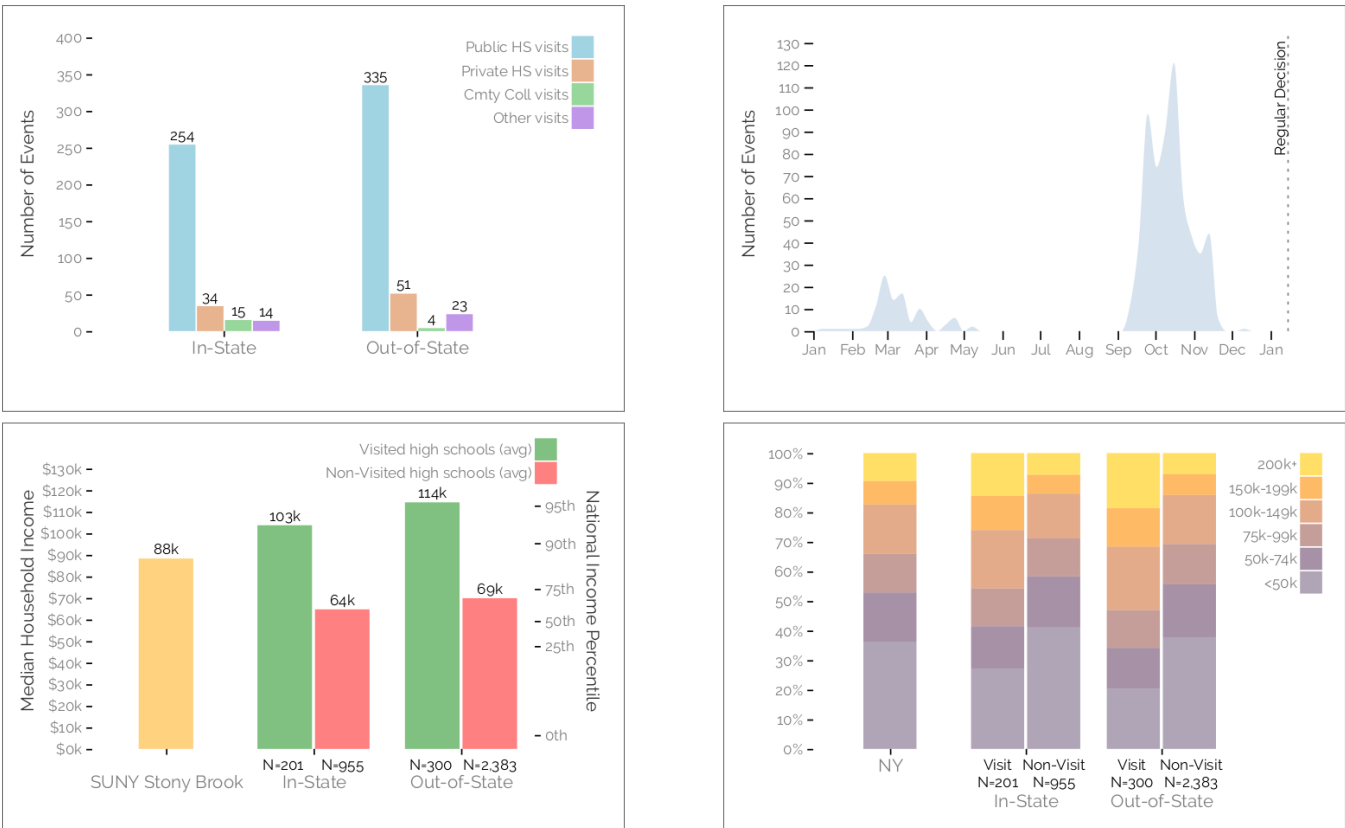 400
350
300
250
200
150
100
50
0
Number of Events
Public HS visits
Private HS visits
Cmty Coll visits
Other visits
254
34
15
14
335
51
4
23
In-State
Out-of-State
130
120
110
100
90
80
70
60
50
40
30
20
10
0
Number of Events
Regular Decision
Jan Feb Mar Apr May Jun Jul Aug Sep Oct Nov Dec Jan
Visited high schools (avg)
Non-Visited high schools (avg)
$130k
$120k
$110k
$100k
$90k
$80k
$70k
$60k
$50k
$40k
$30k
$20k
$10k
$0k
Median Household Income
88k
103k
64k
114k
69k
95th
90th
75th
50th
25th
0th
National Income Percentile
N=201 N=955 N=300 N=2,383
SUNY Stony Brook In-State Out-of-State
100%
90%
80%
70%
60%
50%
40%
30%
20%
10%
0%
200k+
150k-199k
100k-149k
75k-99k
50k-74k
<50k
NY
Visit Non-Visit Visit Non-Visit
N=201 N=955 N=300 N=2,383
In-State Out-of-State